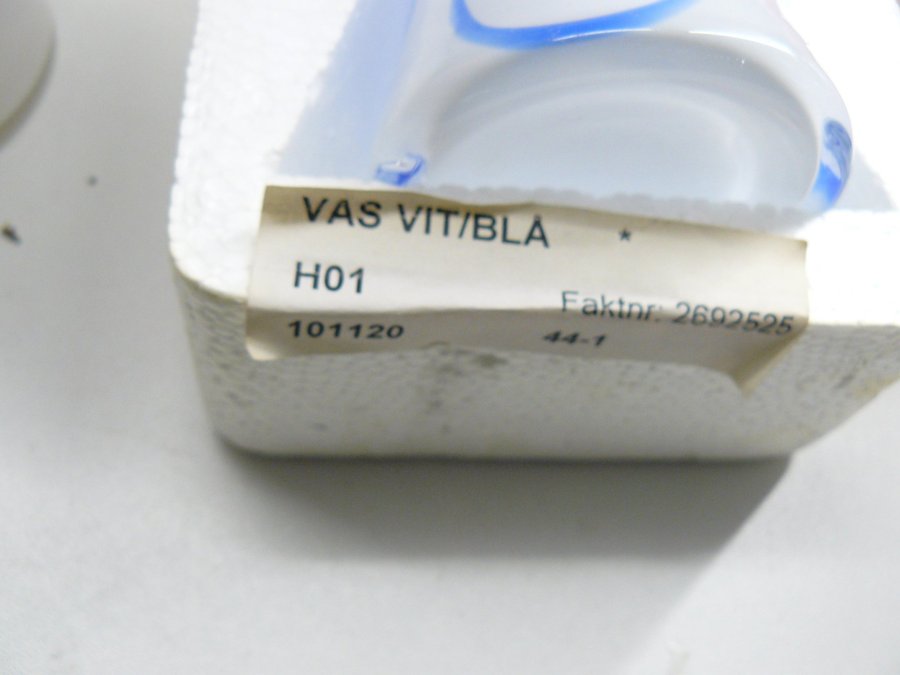 VAS VIT/BLÅ *
H01
Faktnr: 2692525
101120 44-1